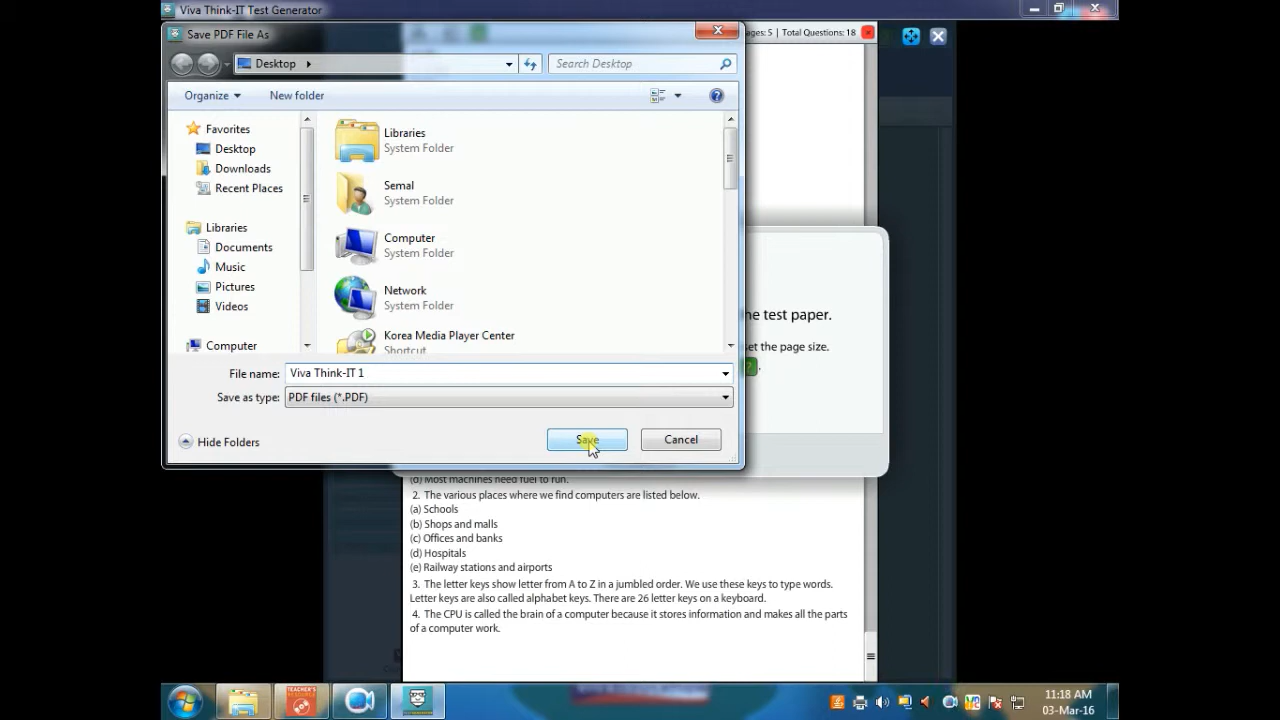 Viva Think-IT Test Generator
Save PDF File As
ges: 5 | Total Questions: 18
Desktop
Search Desktop
Organize
New folder
Favorites
Desktop
Downloads
Recent Places
Libraries
Documents
Music
Pictures
Videos
Computer
Libraries
System Folder
Semal
System Folder
Computer
System Folder
Network
System Folder
Korea Media Player Center
Shortcut
he test paper.
set the page size.
?.
File name: Viva Think-IT 1
Save as type: PDF files (*.PDF)
Hide Folders
Save
Cancel
(d) Most machines need fuel to run.
2. The various places where we find computers are listed below.
(a) Schools
(b) Shops and malls
(c) Offices and banks
(d) Hospitals
(e) Railway stations and airports
3. The letter keys show letter from A to Z in a jumbled order. We use these keys to type words.
Letter keys are also called alphabet keys. There are 26 letter keys on a keyboard.
4. The CPU is called the brain of a computer because it stores information and makes all the parts
of a computer work.
TEACHER'S
RESOURCE
11:18 AM
03-Mar-16